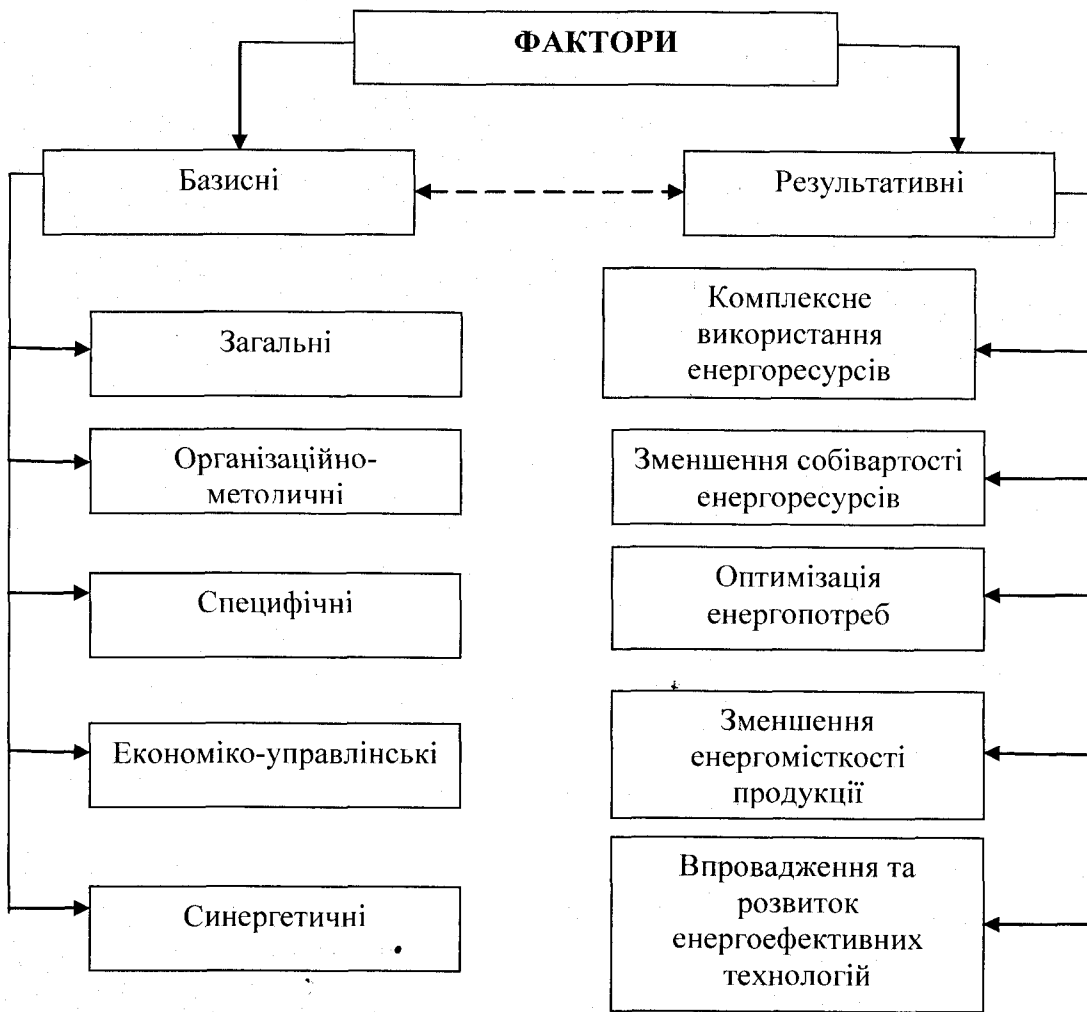 ФАКТОРИ
Базисні
Результативні
Загальні
Організаційно-
методичні
Специфічні
Економіко-управлінські
Синергетичні
Комплексне
використання
енергоресурсів
Зменшення собівартості
енергоресурсів
Оптимізація
енергопотреб
Зменшення
енергомісткості
продукції
Впровадження та
розвиток
енергоефективних
технологій